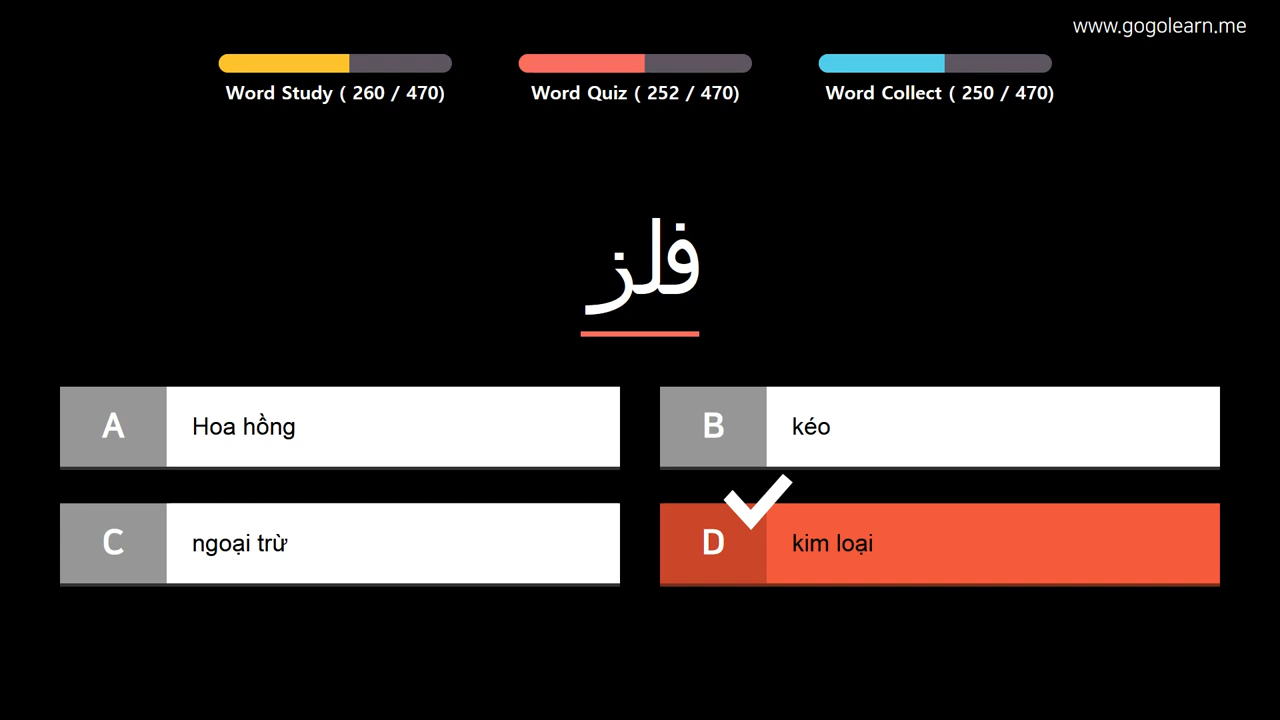 www.gogolearn.me
Word Study ( 260 / 470)
Word Quiz ( 252 / 470)
Word Collect ( 250 / 470)
فلز
A
Hoa hồng
B
kéo
C
ngoại trừ
D
kim loại